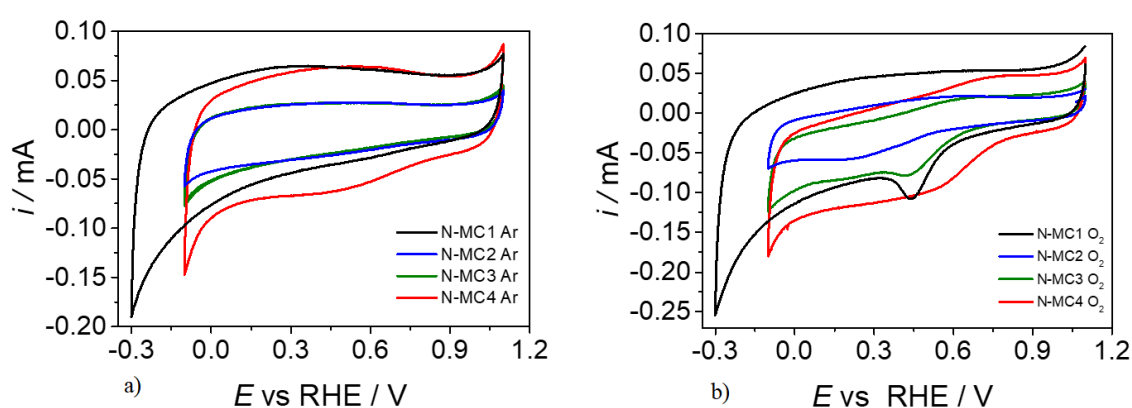 0.10
0.05
0.00
-0.05
-0.10
-0.15
-0.20
i / mA
-0.3 0.0 0.3 0.6 0.9 1.2
E vs RHE / V
N-MC1 Ar
N-MC2 Ar
N-MC3 Ar
N-MC4 Ar
a)
0.10
0.05
0.00
-0.05
-0.10
-0.15
-0.20
-0.25
i / mA
-0.3 0.0 0.3 0.6 0.9 1.2
E vs RHE / V
N-MC1 O₂
N-MC2 O₂
N-MC3 O₂
N-MC4 O₂
b)